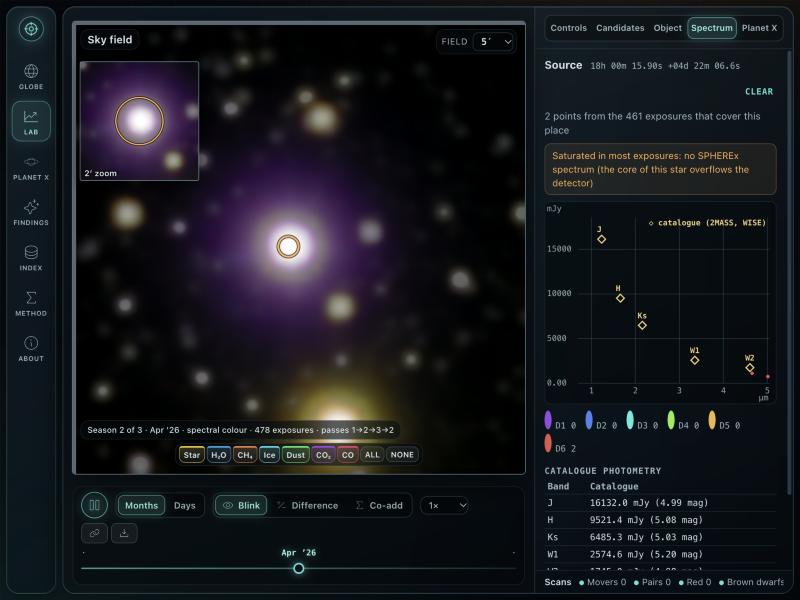 GLOBE
LAB
PLANET X
FINDINGS
INDEX
METHOD
ABOUT
Sky field
FIELD 5′
2′ zoom
Season 2 of 3 · Apr ’26 · spectral colour · 478 exposures · passes 1→2→3→2
Star H₂O CH₄ Ice Dust CO₂ CO ALL NONE
Months Days Blink Difference Co-add 1×
Apr ’26
Controls Candidates Object Spectrum Planet X
Source 18h 00m 15.90s +04d 22m 06.6s
CLEAR
2 points from the 461 exposures that cover this
place
Saturated in most exposures: no SPHEREx
spectrum (the core of this star overflows the
detector)
mJy
◇ catalogue (2MASS, WISE)
J
15000
H
10000
Ks
5000
W1
W2
0.00
1 2 3 4 5
μm
D1 0 D2 0 D3 0 D4 0 D5 0
D6 2
CATALOGUE PHOTOMETRY
Band Catalogue
J 16132.0 mJy (4.99 mag)
H 9521.4 mJy (5.08 mag)
Ks 6485.3 mJy (5.03 mag)
W1 2574.6 mJy (5.20 mag)
Scans Movers 0 Pairs 0 Red 0 Brown dwarfs